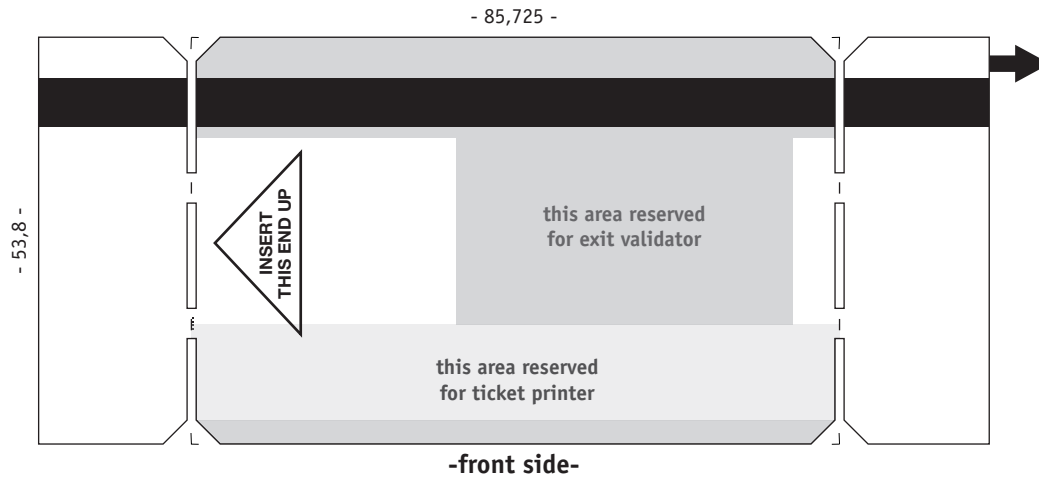 - 85,725 -
- 53,8 -
INSERT
THIS END UP
this area reserved
for exit validator
this area reserved
for ticket printer
-front side-